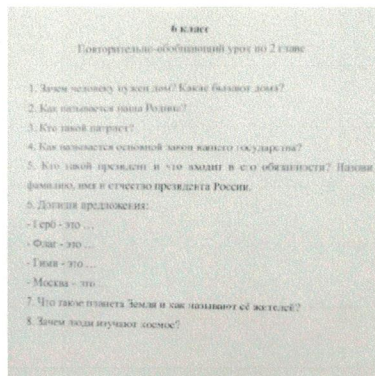 6 класс
Повторительно-обобщающий урок по 2 главе
1. Зачем человеку нужен дом? Какие бывают дома?
2. Как называется наша Родина?
3. Кто такой патриот?
4. Как называется основной закон нашего государства?
5. Кто такой президент и что входит в его обязанности? Назови
фамилию, имя и отчество президента России.
6. Допиши предложения:
- Герб - это ...
- Флаг - это ...
- Гимн - это ...
- Москва - это ...
7. Что такое планета Земля и как называют её жителей?
8. Зачем люди изучают космос?